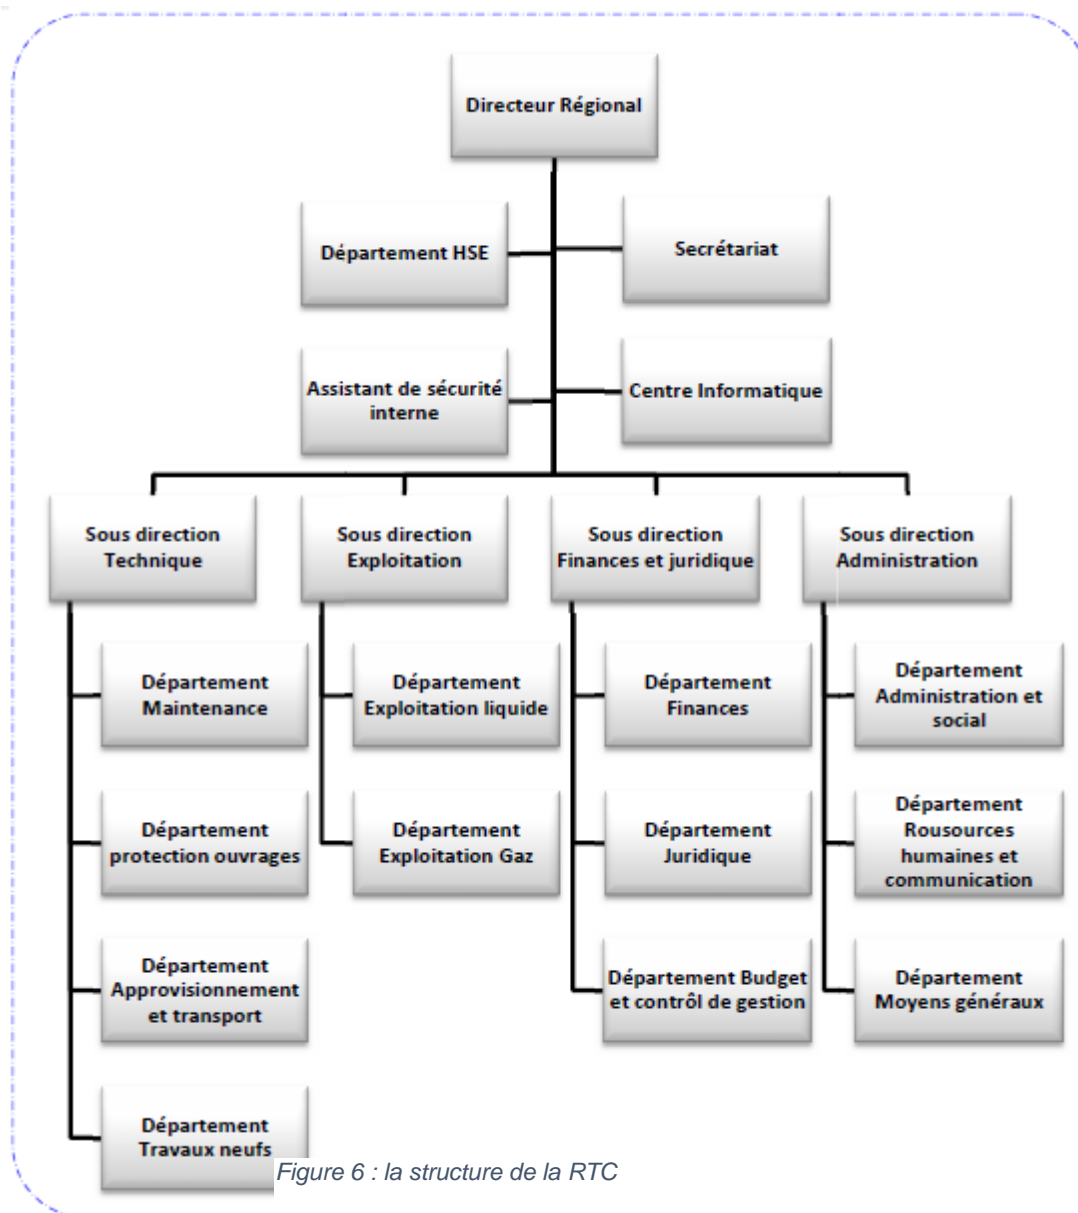 Directeur Régional
Département HSE
Secrétariat
Assistant de sécurité
interne
Centre Informatique
Sous direction
Technique
Sous direction
Exploitation
Sous direction
Finances et juridique
Sous direction
Administration
Département
Maintenance
Département
Exploitation liquide
Département
Finances
Département
Administration et
social
Département
protection ouvrages
Département
Exploitation Gaz
Département
Juridique
Département
Rousources
humaines et
communication
Département
Approvisionnement
et transport
Département Budget
et contrôl de gestion
Département
Moyens généraux
Département
Travaux neufs
Figure 6 : la structure de la RTC